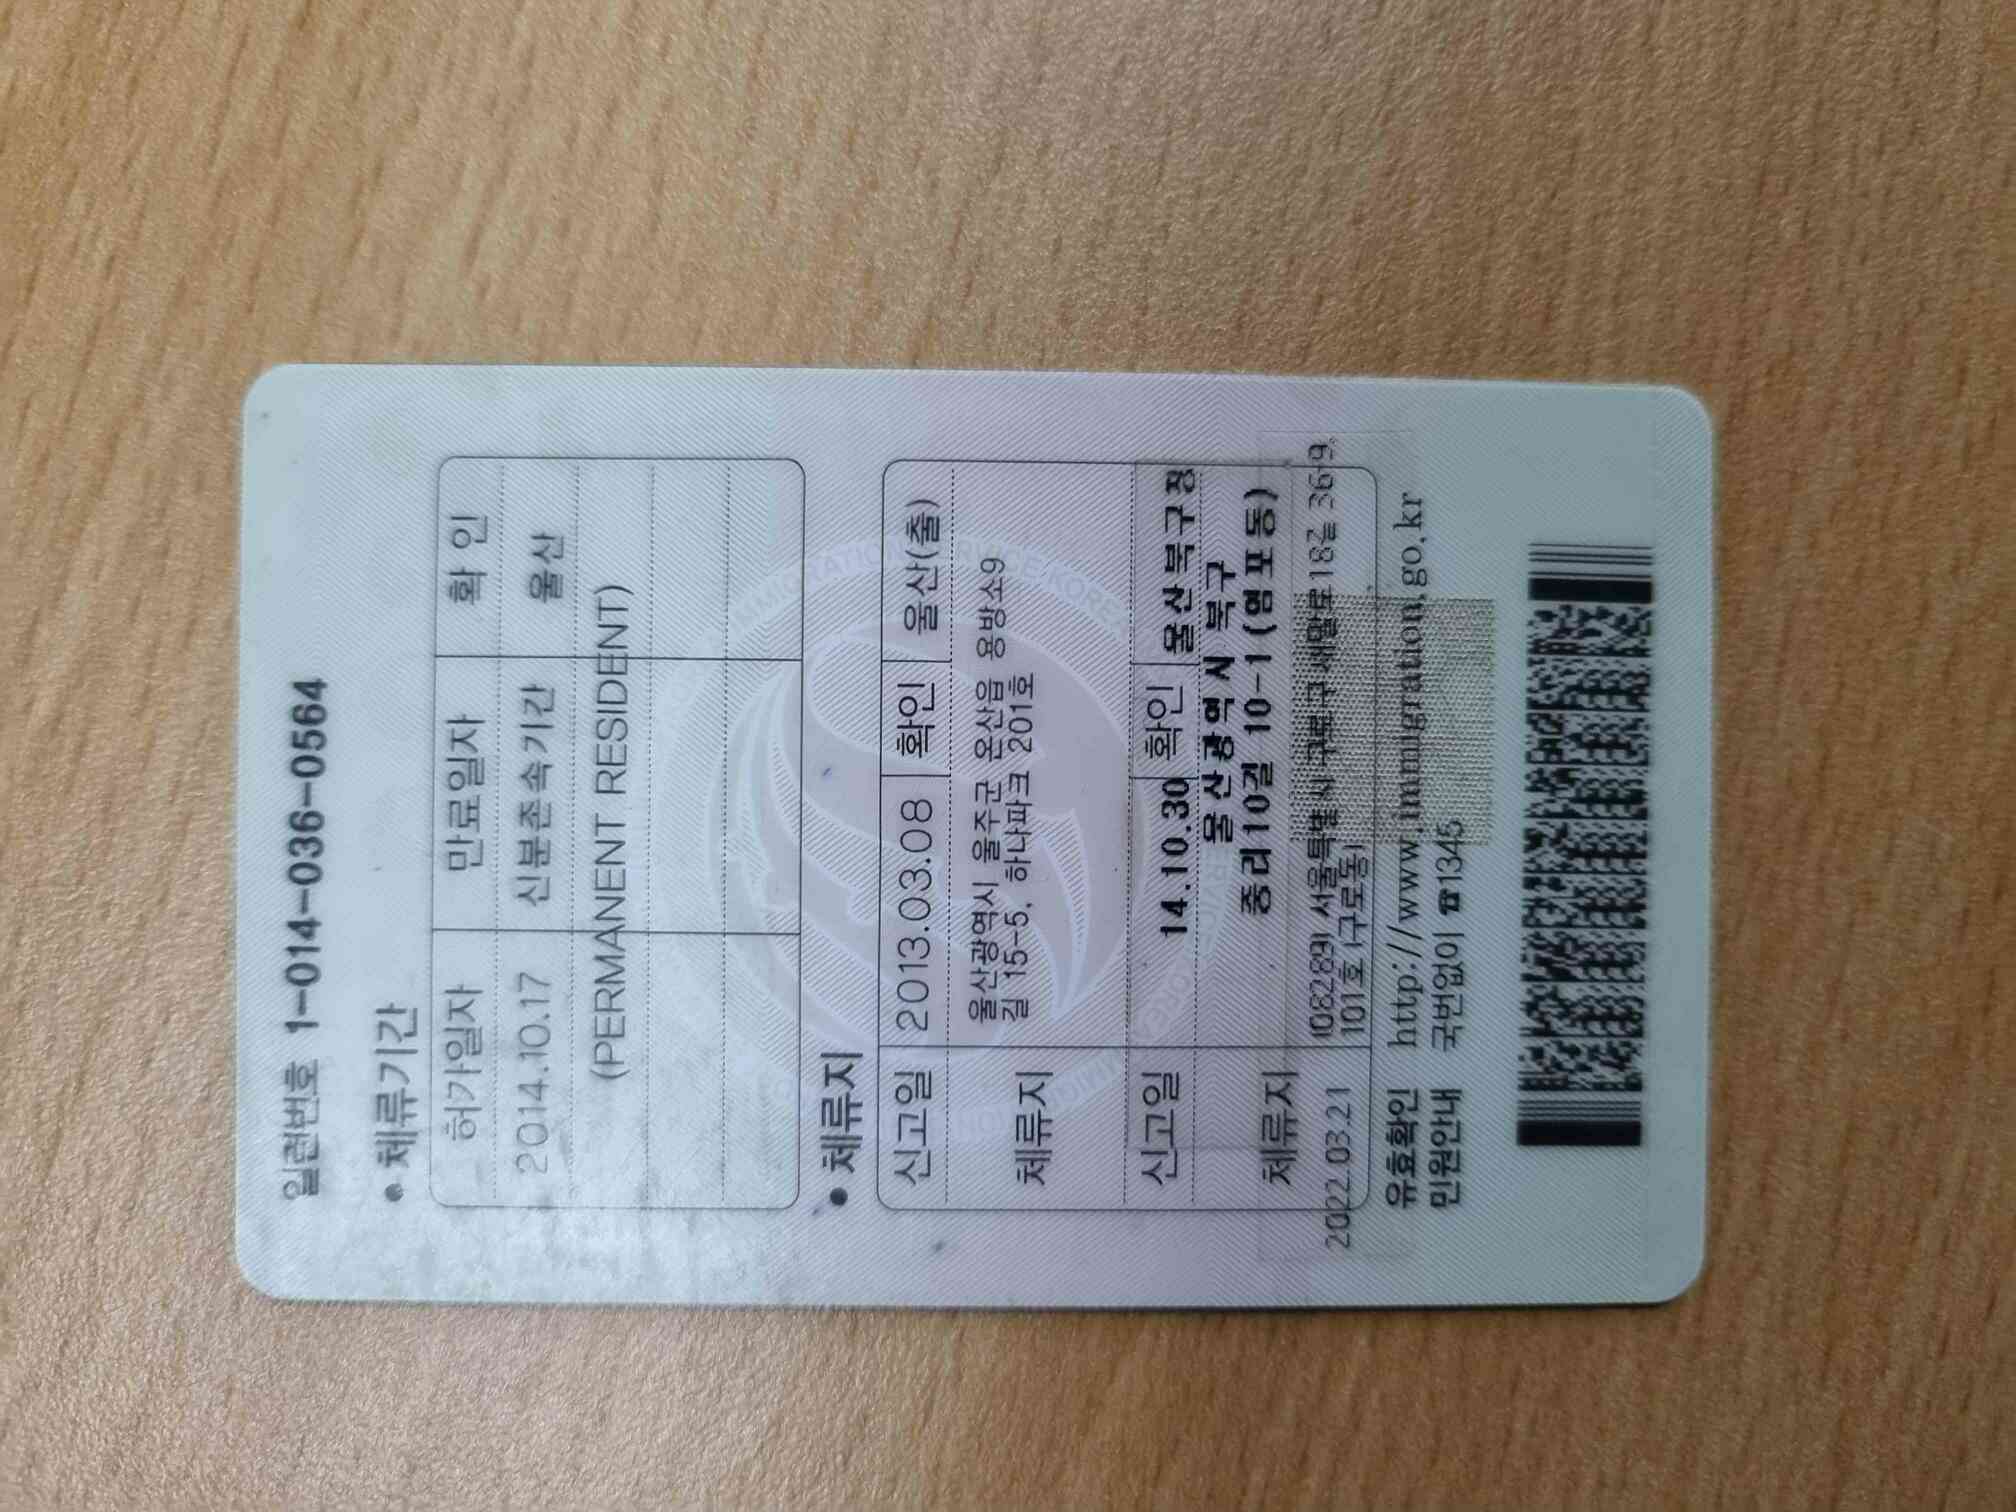 일련번호 1-014-036-0564
• 체류기간
허가일자 만료일자 확 인
2014.10.17 신분존속기간 울산
(PERMANENT RESIDENT)
• 체류지
신고일 2013.03.08 확인 울산(출)
체류지 울산광역시 울주군 온산읍 용방소9
길 15-5, 하나파크 201호
신고일 14.10.30 확인 울산북구청
체류지 울산광역시 북구
중리10길 10-1 (염포동)
2022.03.21 (08289) 서울특별시 구로구 새말로18길 36-9,
101호 (구로동)
유효확인 http://www.immigration.go.kr
민원안내 국번없이 ☎1345